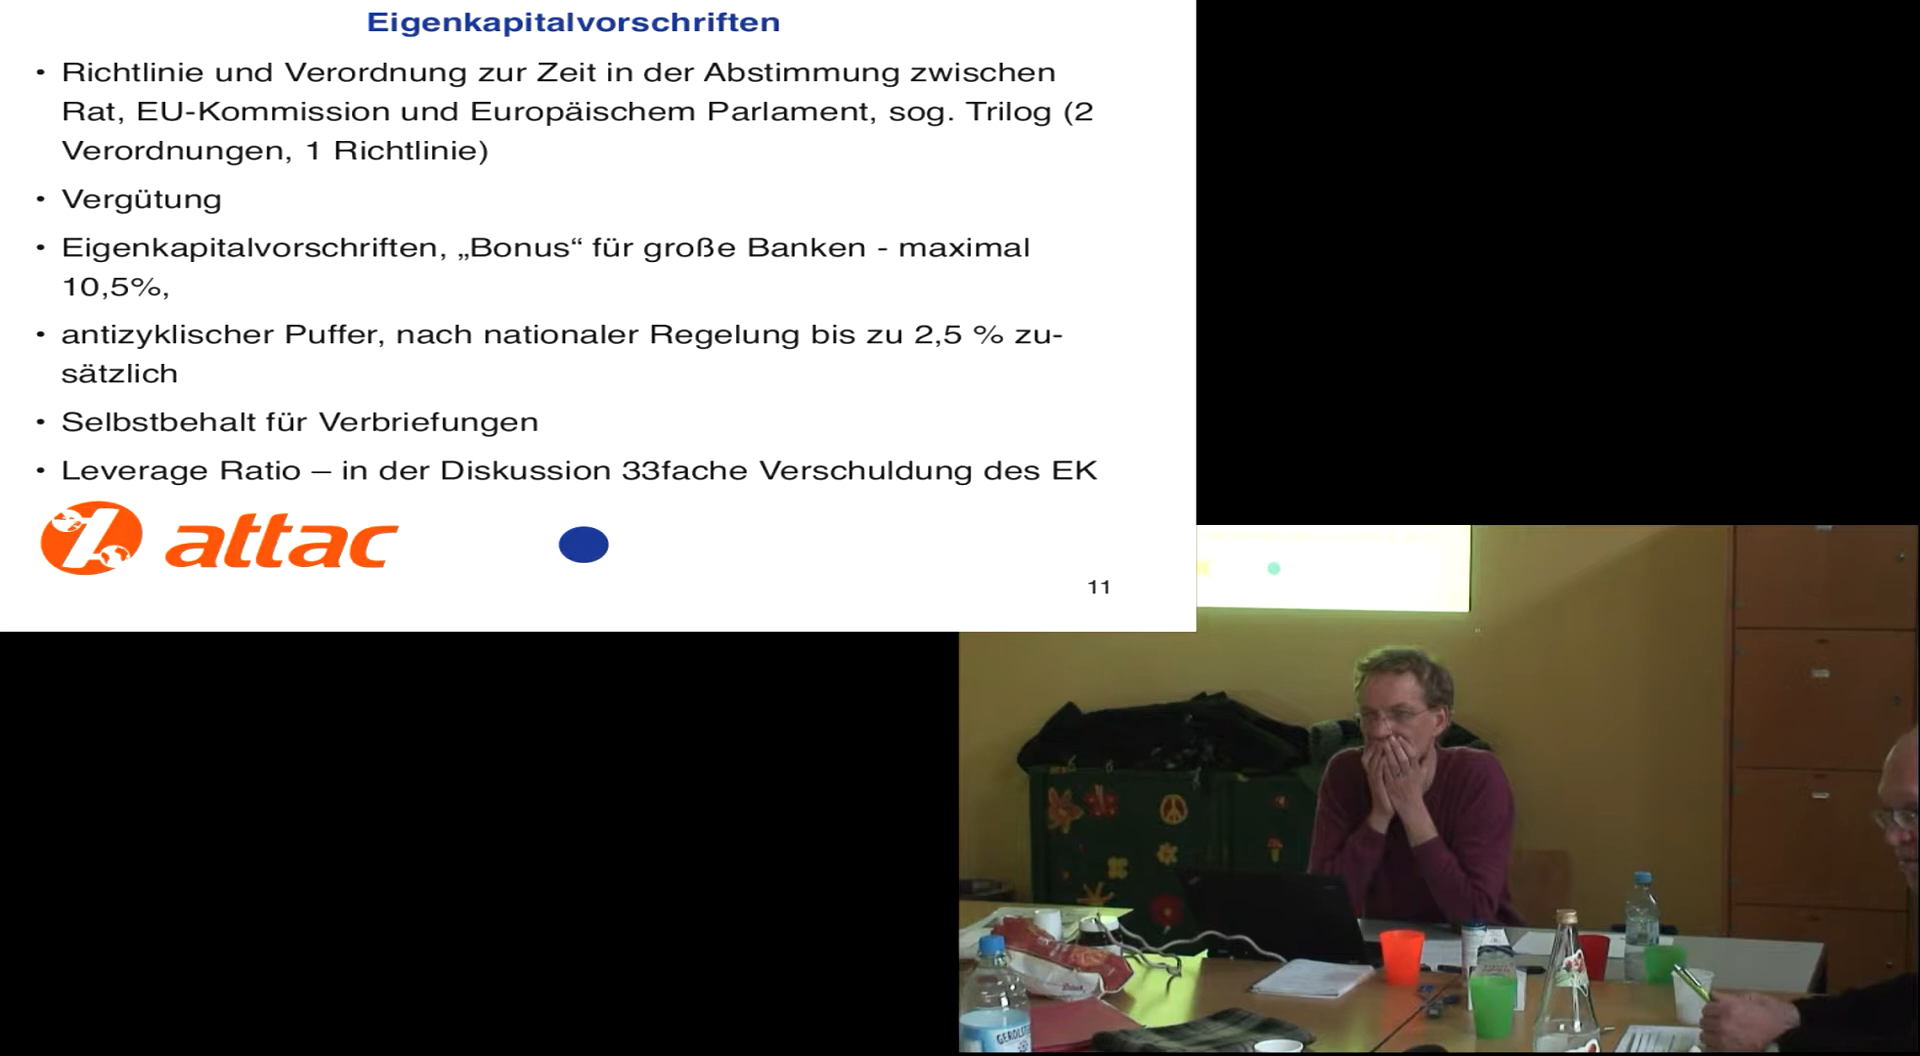 Eigenkapitalvorschriften
• Richtlinie und Verordnung zur Zeit in der Abstimmung zwischen
Rat, EU-Kommission und Europäischem Parlament, sog. Trilog (2
Verordnungen, 1 Richtlinie)
• Vergütung
• Eigenkapitalvorschriften, „Bonus“ für große Banken - maximal
10,5%,
• antizyklischer Puffer, nach nationaler Regelung bis zu 2,5 % zu-
sätzlich
• Selbstbehalt für Verbriefungen
• Leverage Ratio – in der Diskussion 33fache Verschuldung des EK
attac
11